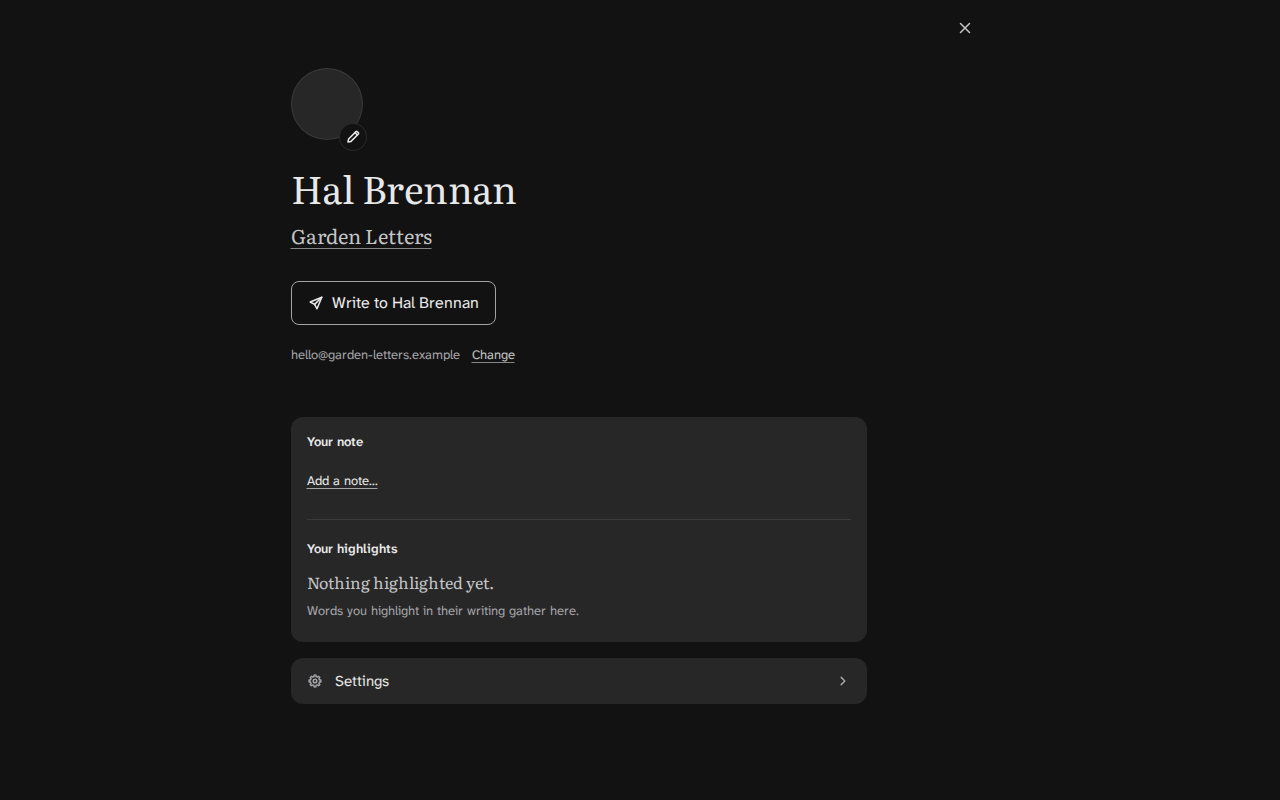 Hal Brennan
Garden Letters
Write to Hal Brennan
hello@garden-letters.example Change
Your note
Add a note...
Your highlights
Nothing highlighted yet.
Words you highlight in their writing gather here.
Settings